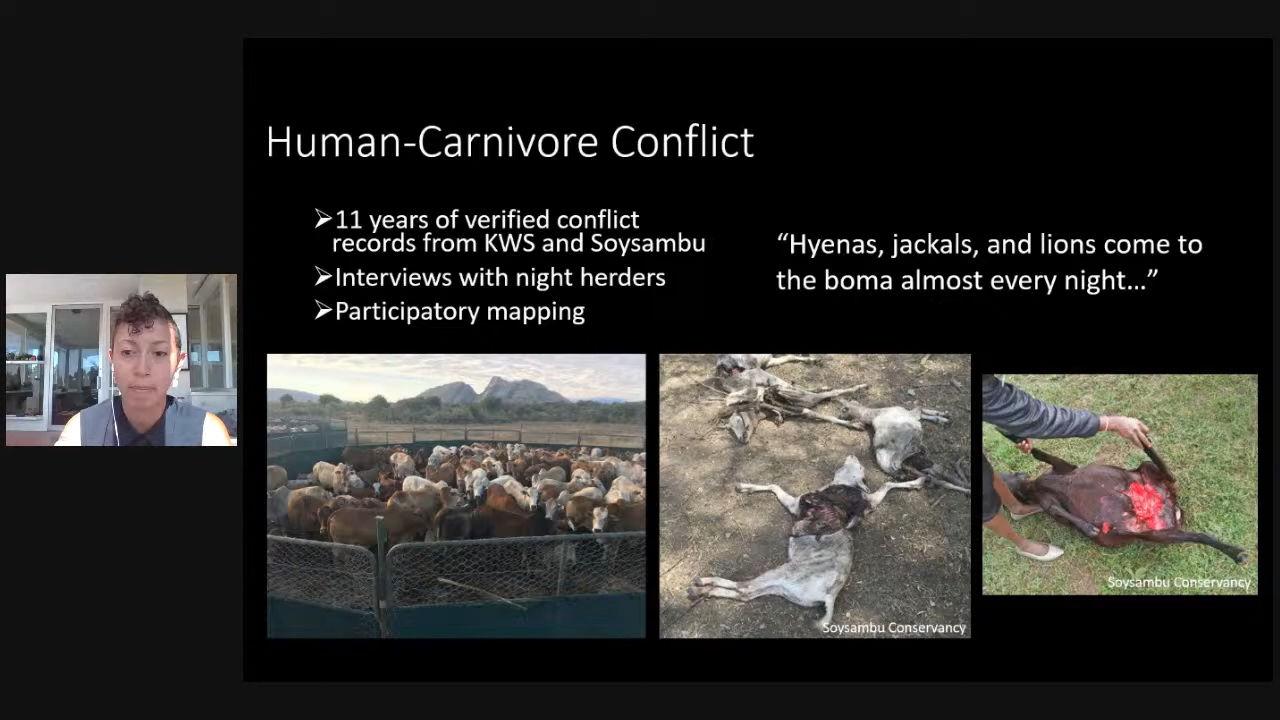 Human-Carnivore Conflict
➢11 years of verified conflict
records from KWS and Soysambu
➢Interviews with night herders
➢Participatory mapping
“Hyenas, jackals, and lions come to
the boma almost every night…”
Soysambu Conservancy
Soysambu Conservancy